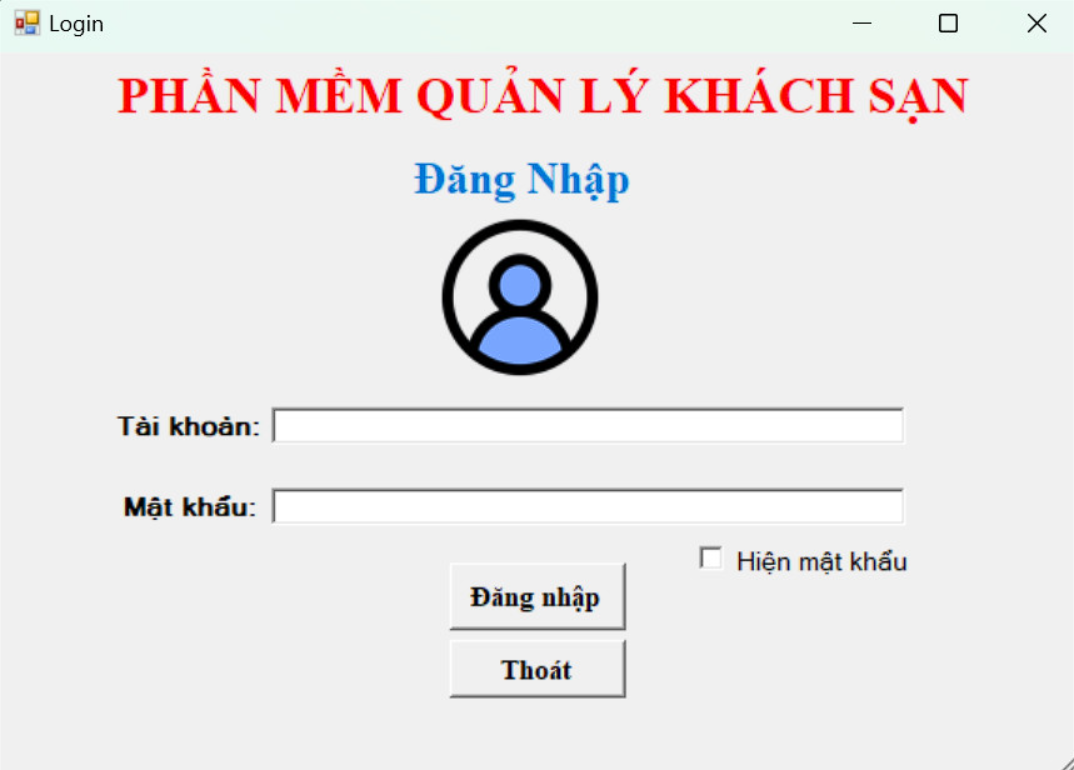 Login
PHẦN MỀM QUẢN LÝ KHÁCH SẠN
Đăng Nhập
Tài khoản:
Mật khẩu:
Hiện mật khẩu
Đăng nhập
Thoát